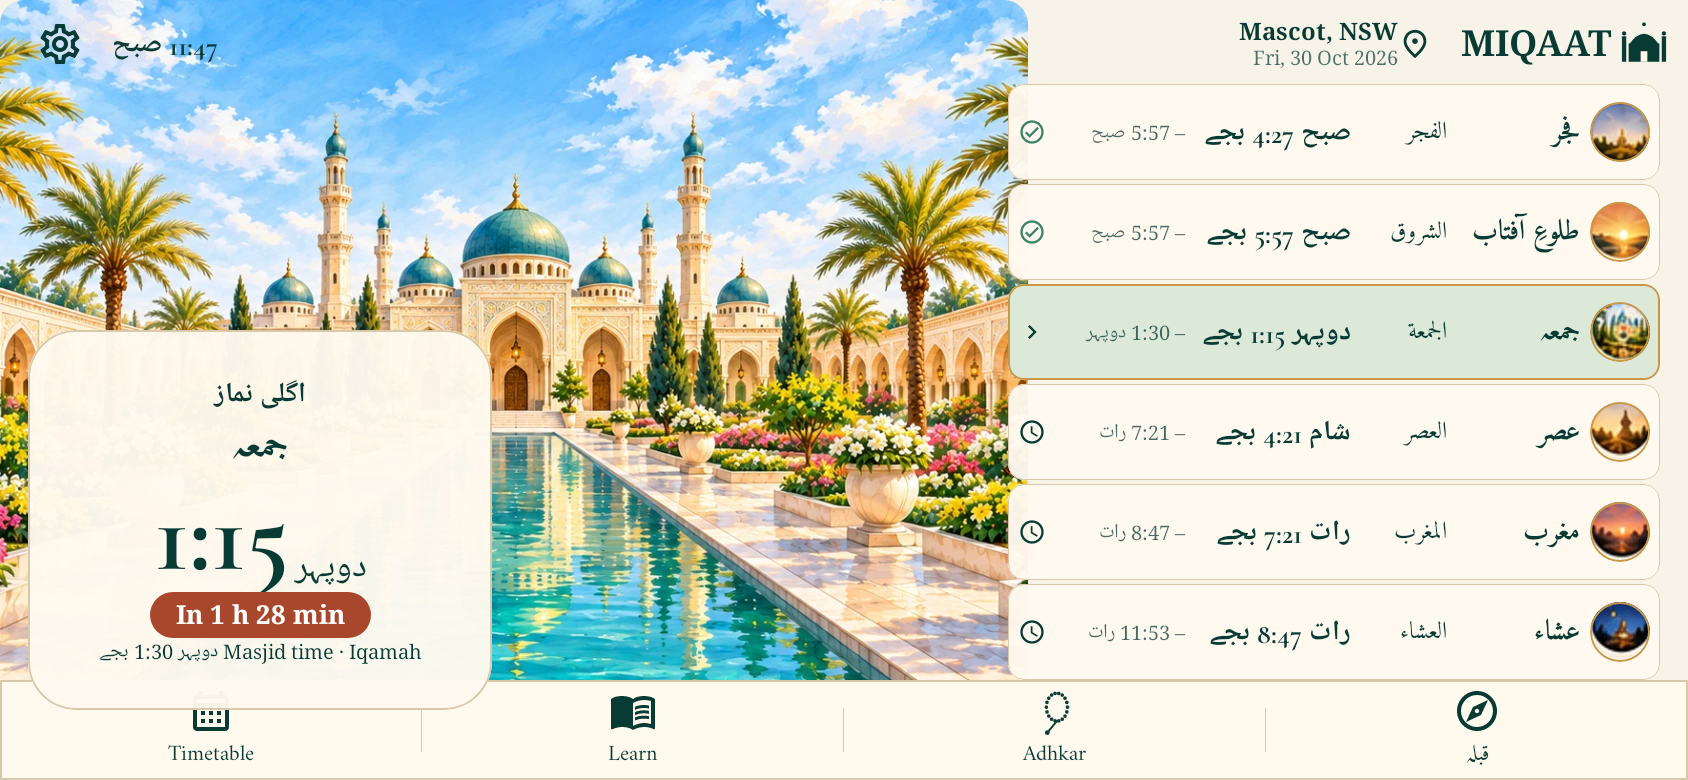 MIQAAT
Mascot, NSW
Fri, 30 Oct 2026
11:47 صبح
فجر الفجر صبح 4:27 بجے – 5:57 صبح
طلوع آفتاب الشروق صبح 5:57 بجے – 5:57 صبح
جمعہ الجمعة دوپہر 1:15 بجے – 1:30 دوپہر
عصر العصر شام 4:21 بجے – 7:21 رات
مغرب المغرب رات 7:21 بجے – 8:47 رات
عشاء العشاء رات 8:47 بجے – 11:53 رات
اگلی نماز
جمعہ
1:15 دوپہر
In 1 h 28 min
Masjid time · Iqamah دوپہر 1:30 بجے
Timetable
Learn
Adhkar
قبلہ